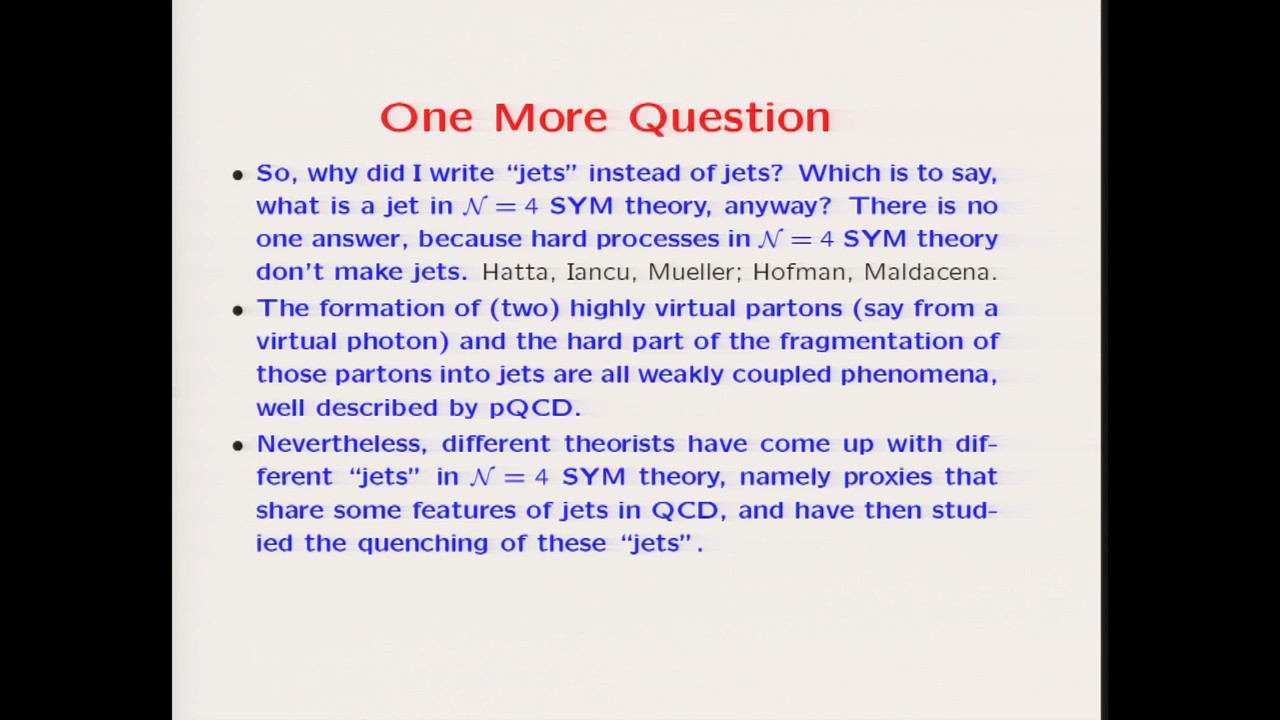 One More Question
• So, why did I write “jets” instead of jets? Which is to say,
what is a jet in 𝒩 = 4 SYM theory, anyway? There is no
one answer, because hard processes in 𝒩 = 4 SYM theory
don’t make jets. Hatta, Iancu, Mueller; Hofman, Maldacena.
• The formation of (two) highly virtual partons (say from a
virtual photon) and the hard part of the fragmentation of
those partons into jets are all weakly coupled phenomena,
well described by pQCD.
• Nevertheless, different theorists have come up with dif-
ferent “jets” in 𝒩 = 4 SYM theory, namely proxies that
share some features of jets in QCD, and have then stud-
ied the quenching of these “jets”.